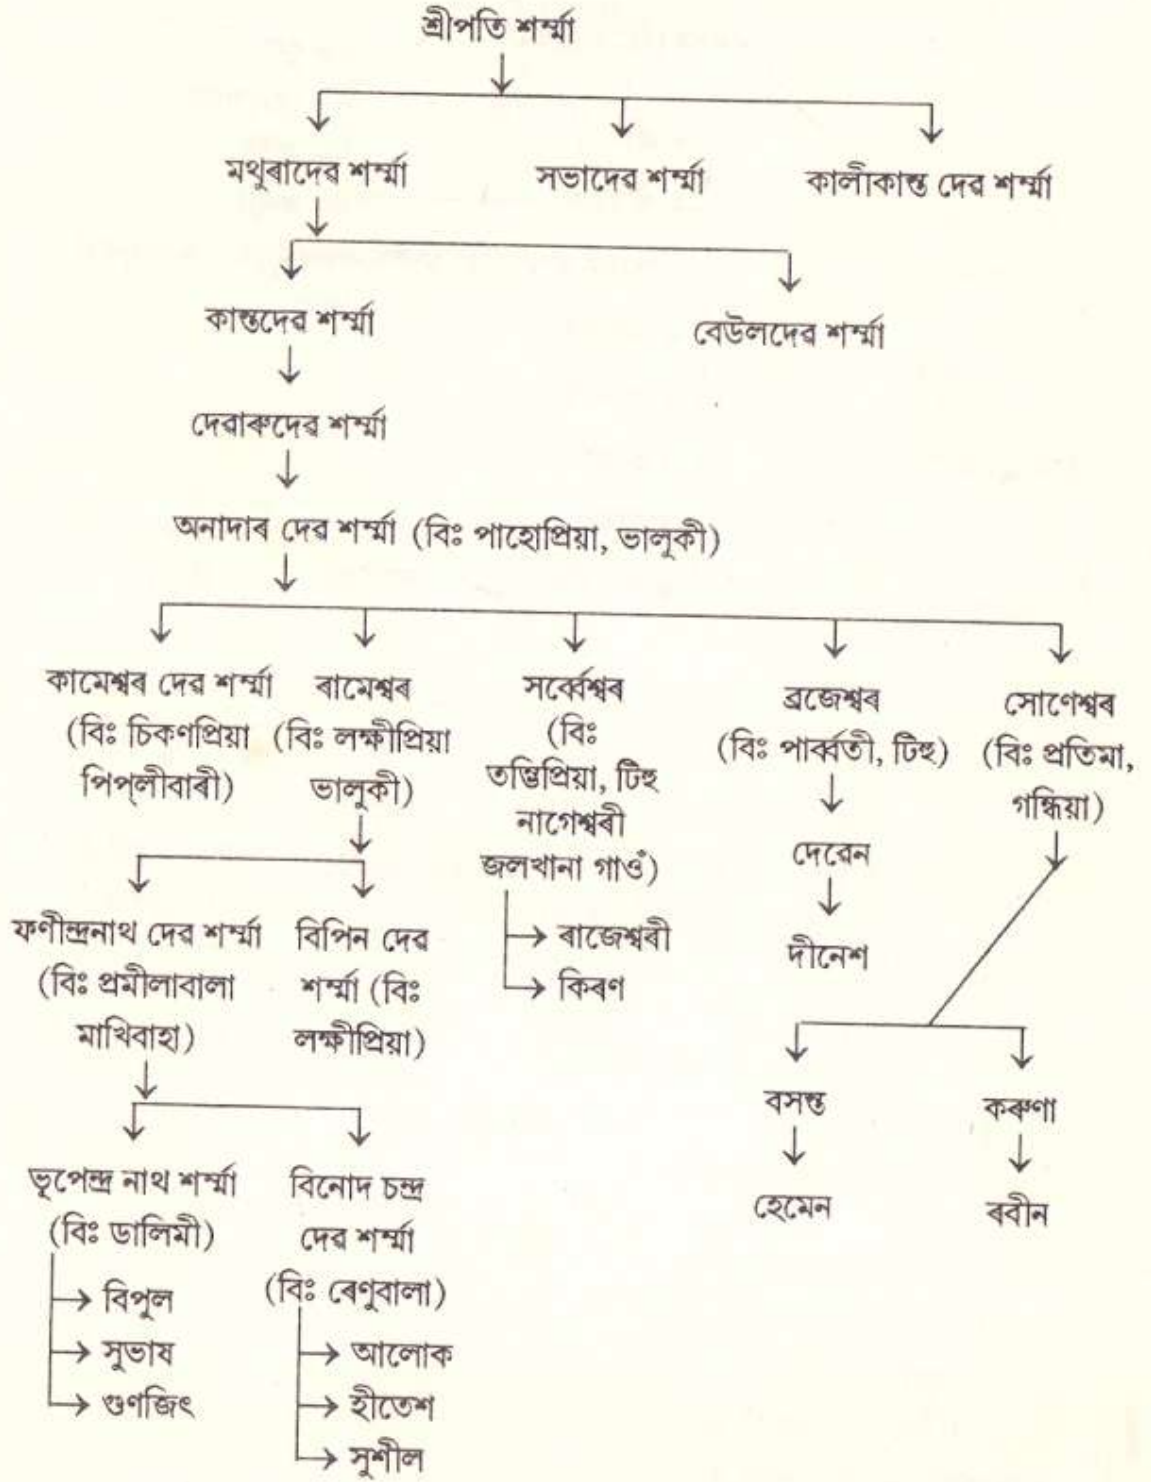 শ্ৰীপতি শৰ্ম্মা
মথুৰাদেৱ শৰ্ম্মা সভাদেৱ শৰ্ম্মা কালীকান্ত দেৱ শৰ্ম্মা
কান্তদেৱ শৰ্ম্মা বেউলদেৱ শৰ্ম্মা
দেৱাৰুদেৱ শৰ্ম্মা
অনাদাৰ দেৱ শৰ্ম্মা (বিঃ পাহোপ্ৰিয়া, ভালুকী)
কামেশ্বৰ দেৱ শৰ্ম্মা
(বিঃ চিকণপ্ৰিয়া
পিপ্‌লীবাৰী)
ৰামেশ্বৰ
(বিঃ লক্ষীপ্ৰিয়া
ভালুকী)
সৰ্ব্বেশ্বৰ
(বিঃ
তম্ভিপ্ৰিয়া, টিহু
নাগেশ্বৰী
জলখানা গাওঁ)
ব্ৰজেশ্বৰ
(বিঃ পাৰ্ব্বতী, টিহু)
সোণেশ্বৰ
(বিঃ প্ৰতিমা,
গন্ধিয়া)
ফণীন্দ্ৰনাথ দেৱ শৰ্ম্মা
(বিঃ প্ৰমীলাবালা
মাখিবাহা)
বিপিন দেৱ
শৰ্ম্মা (বিঃ
লক্ষীপ্ৰিয়া)
ৰাজেশ্বৰী
কিৰণ
দেৱেন
দীনেশ
বসন্ত
হেমেন
কৰুণা
ৰবীন
ভূপেন্দ্ৰ নাথ শৰ্ম্মা
(বিঃ ডালিমী)
বিপুল
সুভাষ
গুণজিৎ
বিনোদ চন্দ্ৰ
দেৱ শৰ্ম্মা
(বিঃ ৰেণুবালা)
আলোক
হীতেশ
সুশীল